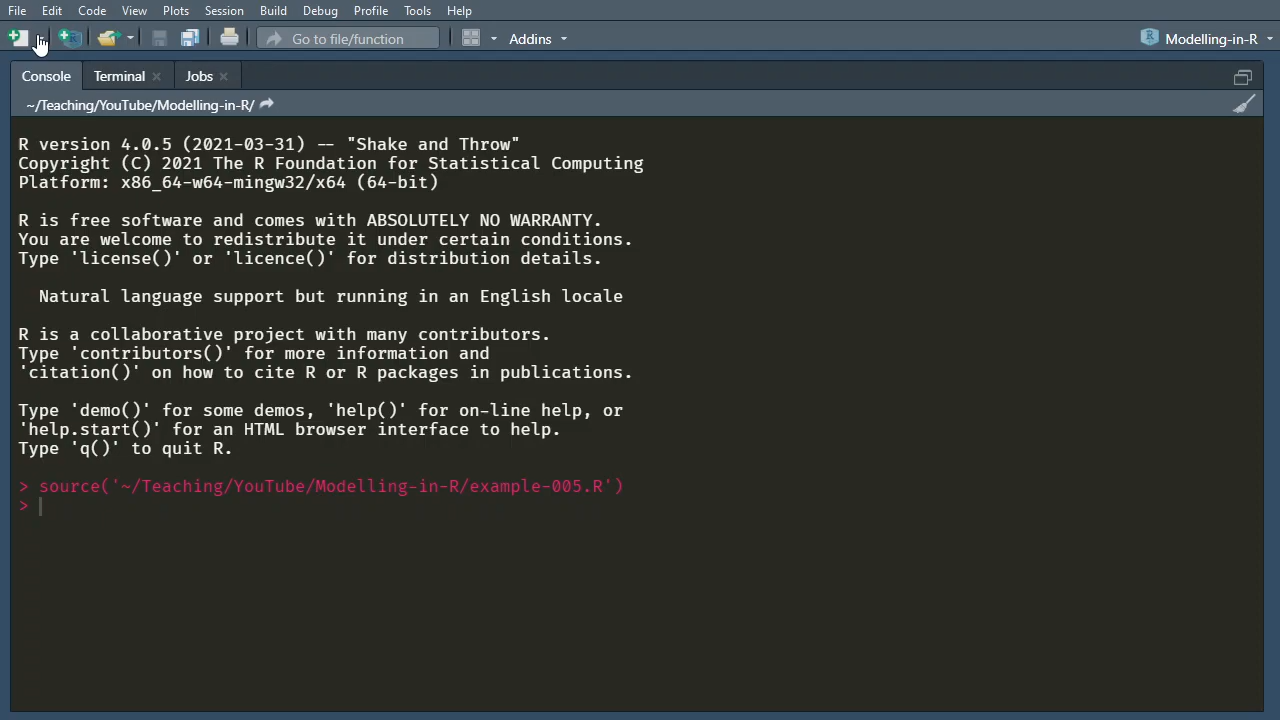 File Edit Code View Plots Session Build Debug Profile Tools Help
Go to file/function Addins Modelling-in-R
Console Terminal Jobs
~/Teaching/YouTube/Modelling-in-R/
R version 4.0.5 (2021-03-31) -- "Shake and Throw"
Copyright (C) 2021 The R Foundation for Statistical Computing
Platform: x86_64-w64-mingw32/x64 (64-bit)
R is free software and comes with ABSOLUTELY NO WARRANTY.
You are welcome to redistribute it under certain conditions.
Type 'license()' or 'licence()' for distribution details.
Natural language support but running in an English locale
R is a collaborative project with many contributors.
Type 'contributors()' for more information and
'citation()' on how to cite R or R packages in publications.
Type 'demo()' for some demos, 'help()' for on-line help, or
'help.start()' for an HTML browser interface to help.
Type 'q()' to quit R.
> source('~/Teaching/YouTube/Modelling-in-R/example-005.R')
>